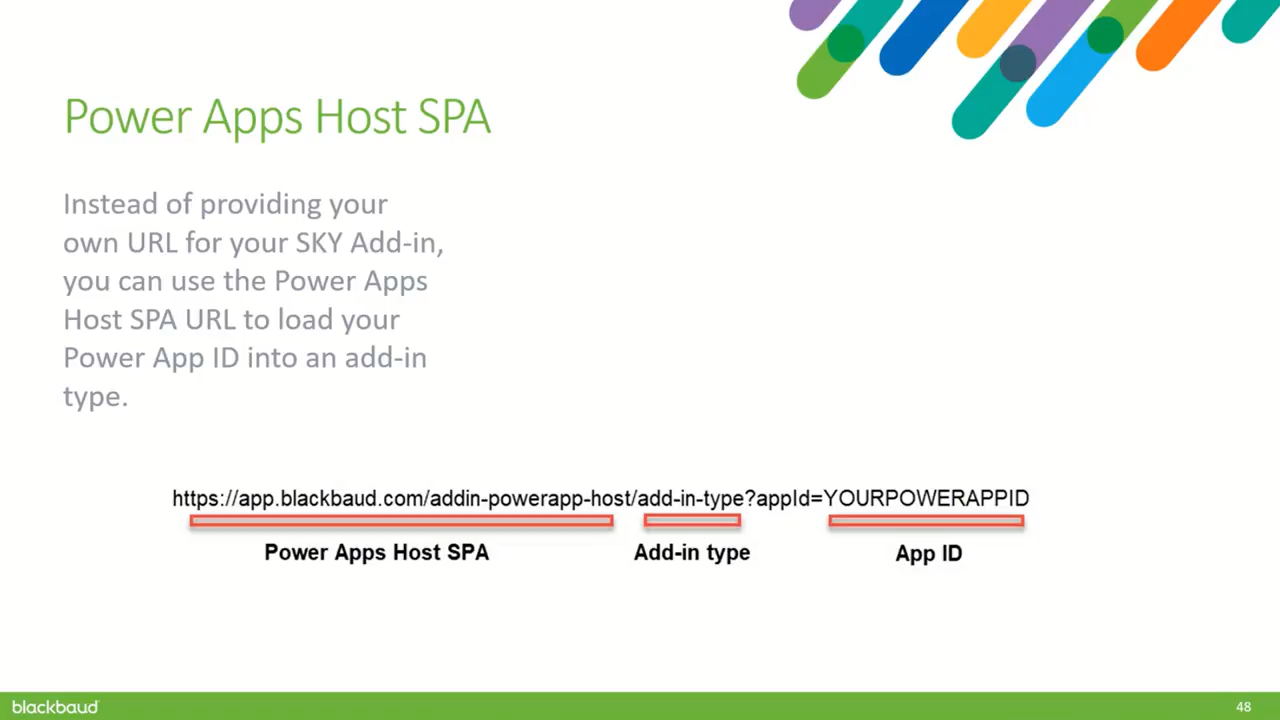 Power Apps Host SPA
Instead of providing your
own URL for your SKY Add-in,
you can use the Power Apps
Host SPA URL to load your
Power App ID into an add-in
type.
https://app.blackbaud.com/addin-powerapp-host/add-in-type?appId=YOURPOWERAPPID
Power Apps Host SPA Add-in type App ID
blackbaud 48